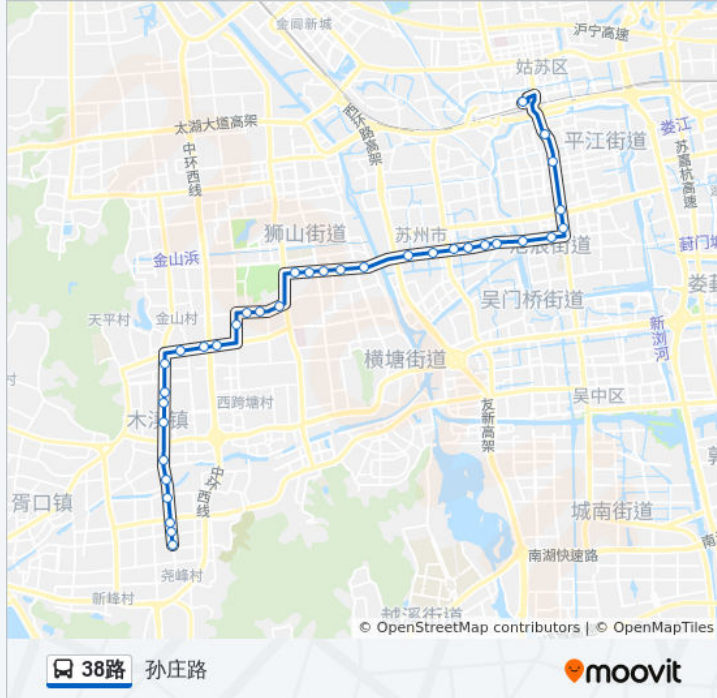 金阊新城
沪宁高速
姑苏区
西环路高架
太湖大道高架
中环西线
平江街道
娄江
苏嘉杭高速
狮山街道
苏州市
沧浪街道
葑门塘
金山浜
吴门桥街道
天平村
金山村
新浏河
横塘街道
西跨塘村
吴中区
木渎镇
友新高架
中环西线
胥口镇
城南街道
南湖快速路
尧峰村
新峰村
越溪街道
© OpenStreetMap contributors | © OpenMapTiles
38路 孙庄路
moovit